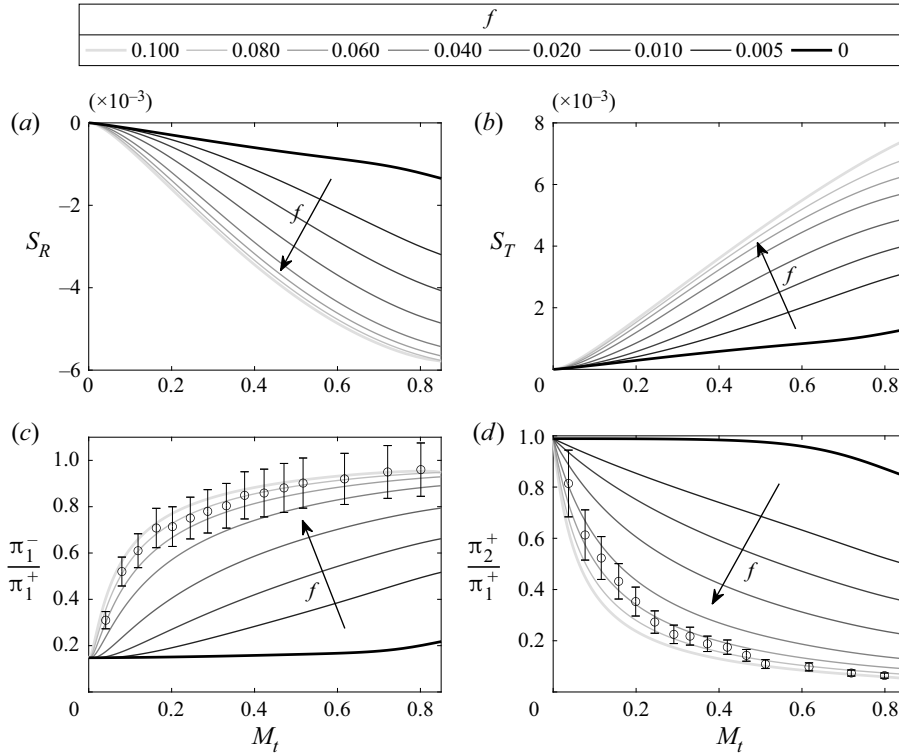 f
0.100 0.080 0.060 0.040 0.020 0.010 0.005 0
(a) (×10⁻³)
0
−2
−4
−6
S_R
f
0 0.2 0.4 0.6 0.8
(b) (×10⁻³)
8
6
4
2
S_T
f
0 0.2 0.4 0.6 0.8
(c)
1.0
0.8
0.6
0.4
0.2
π₁⁻
π₁⁺
f
0 0.2 0.4 0.6 0.8
M_t
(d)
1.0
0.8
0.6
0.4
0.2
π₂⁺
π₁⁺
f
0 0.2 0.4 0.6 0.8
M_t